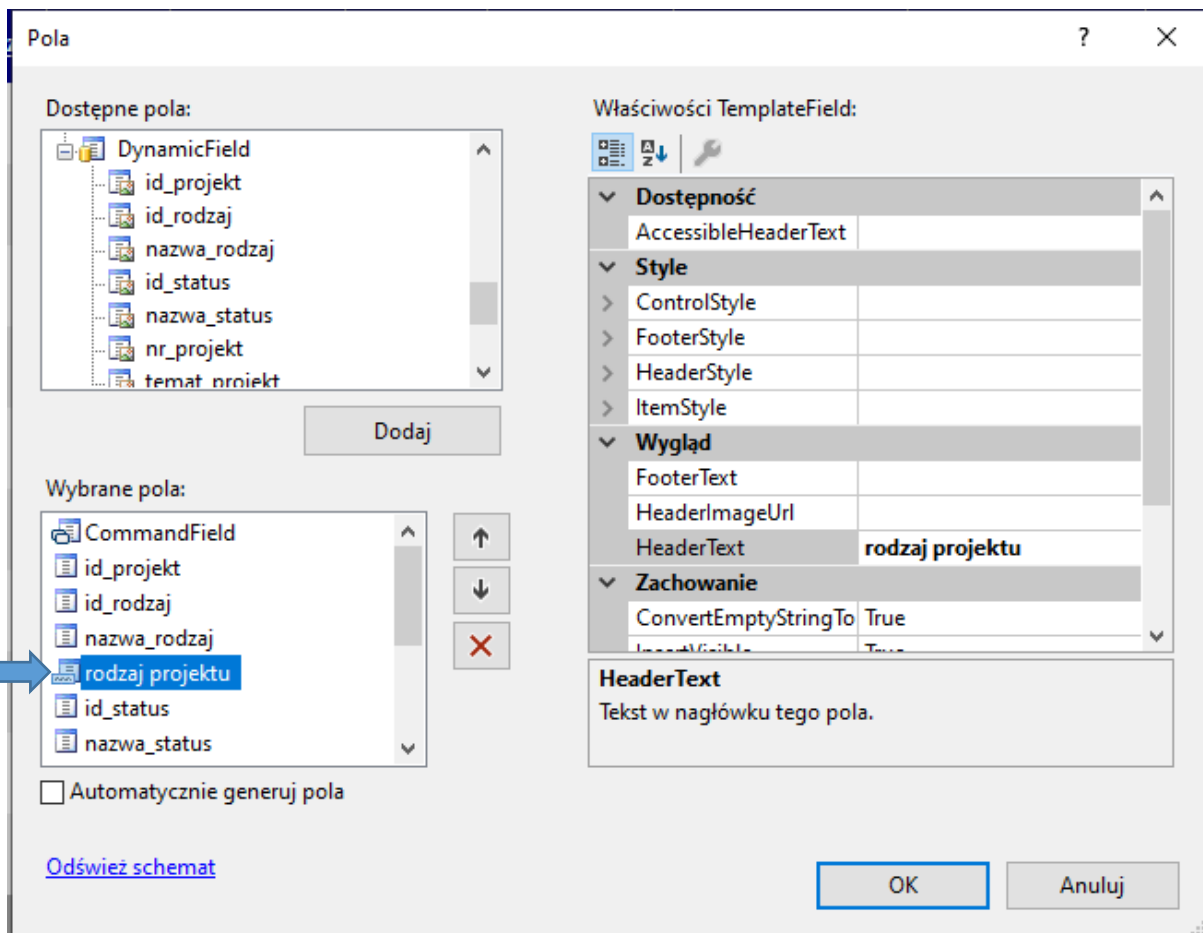 Pola
Dostępne pola:
DynamicField
id_projekt
id_rodzaj
nazwa_rodzaj
id_status
nazwa_status
nr_projekt
temat_projekt
Dodaj
Wybrane pola:
CommandField
id_projekt
id_rodzaj
nazwa_rodzaj
rodzaj projektu
id_status
nazwa_status
Automatycznie generuj pola
Odśwież schemat
Właściwości TemplateField:
Dostępność
AccessibleHeaderText
Style
ControlStyle
FooterStyle
HeaderStyle
ItemStyle
Wygląd
FooterText
HeaderImageUrl
HeaderText rodzaj projektu
Zachowanie
ConvertEmptyStringTo True
InsertVisible True
HeaderText
Tekst w nagłówku tego pola.
OK Anuluj